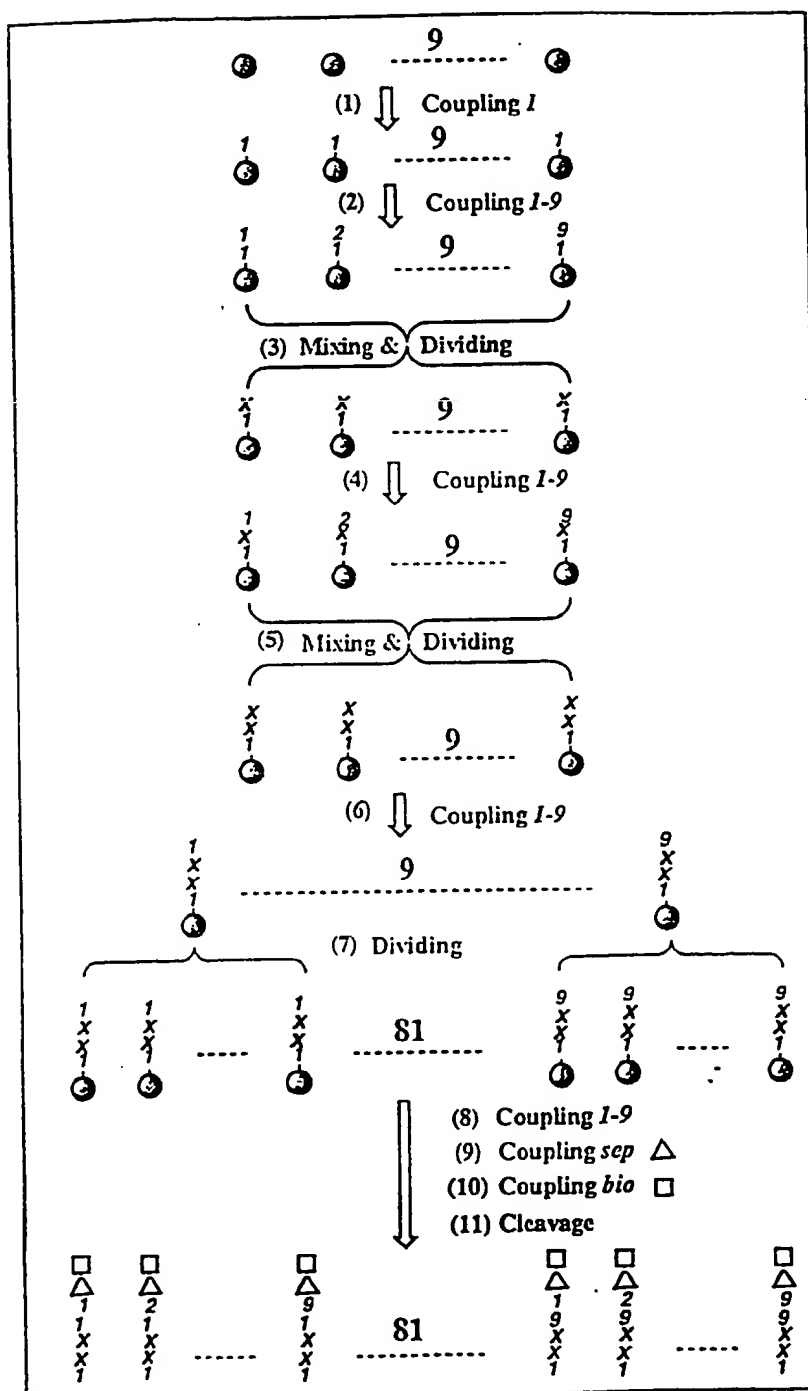 9
(1) Coupling 1
1 1 9 1
(2) Coupling 1-9
1 2 9
1 1 9 1
(3) Mixing & Dividing
x x 9 x
1 1 1
(4) Coupling 1-9
1 2 9
x x 9 x
1 1 1
(5) Mixing & Dividing
x x x
x x 9 x
1 1 1
(6) Coupling 1-9
1 9 9
x x
x x
1 1
(7) Dividing
1 1 1 9 9 9
x x x x x x
x x x 81 x x x
1 1 1 1 1 1
(8) Coupling 1-9
(9) Coupling sep
(10) Coupling bio
(11) Cleavage
1 2 9 1 2 9
1 1 1 9 9 9
x x x 81 x x x
x x x x x x
1 1 1 1 1 1